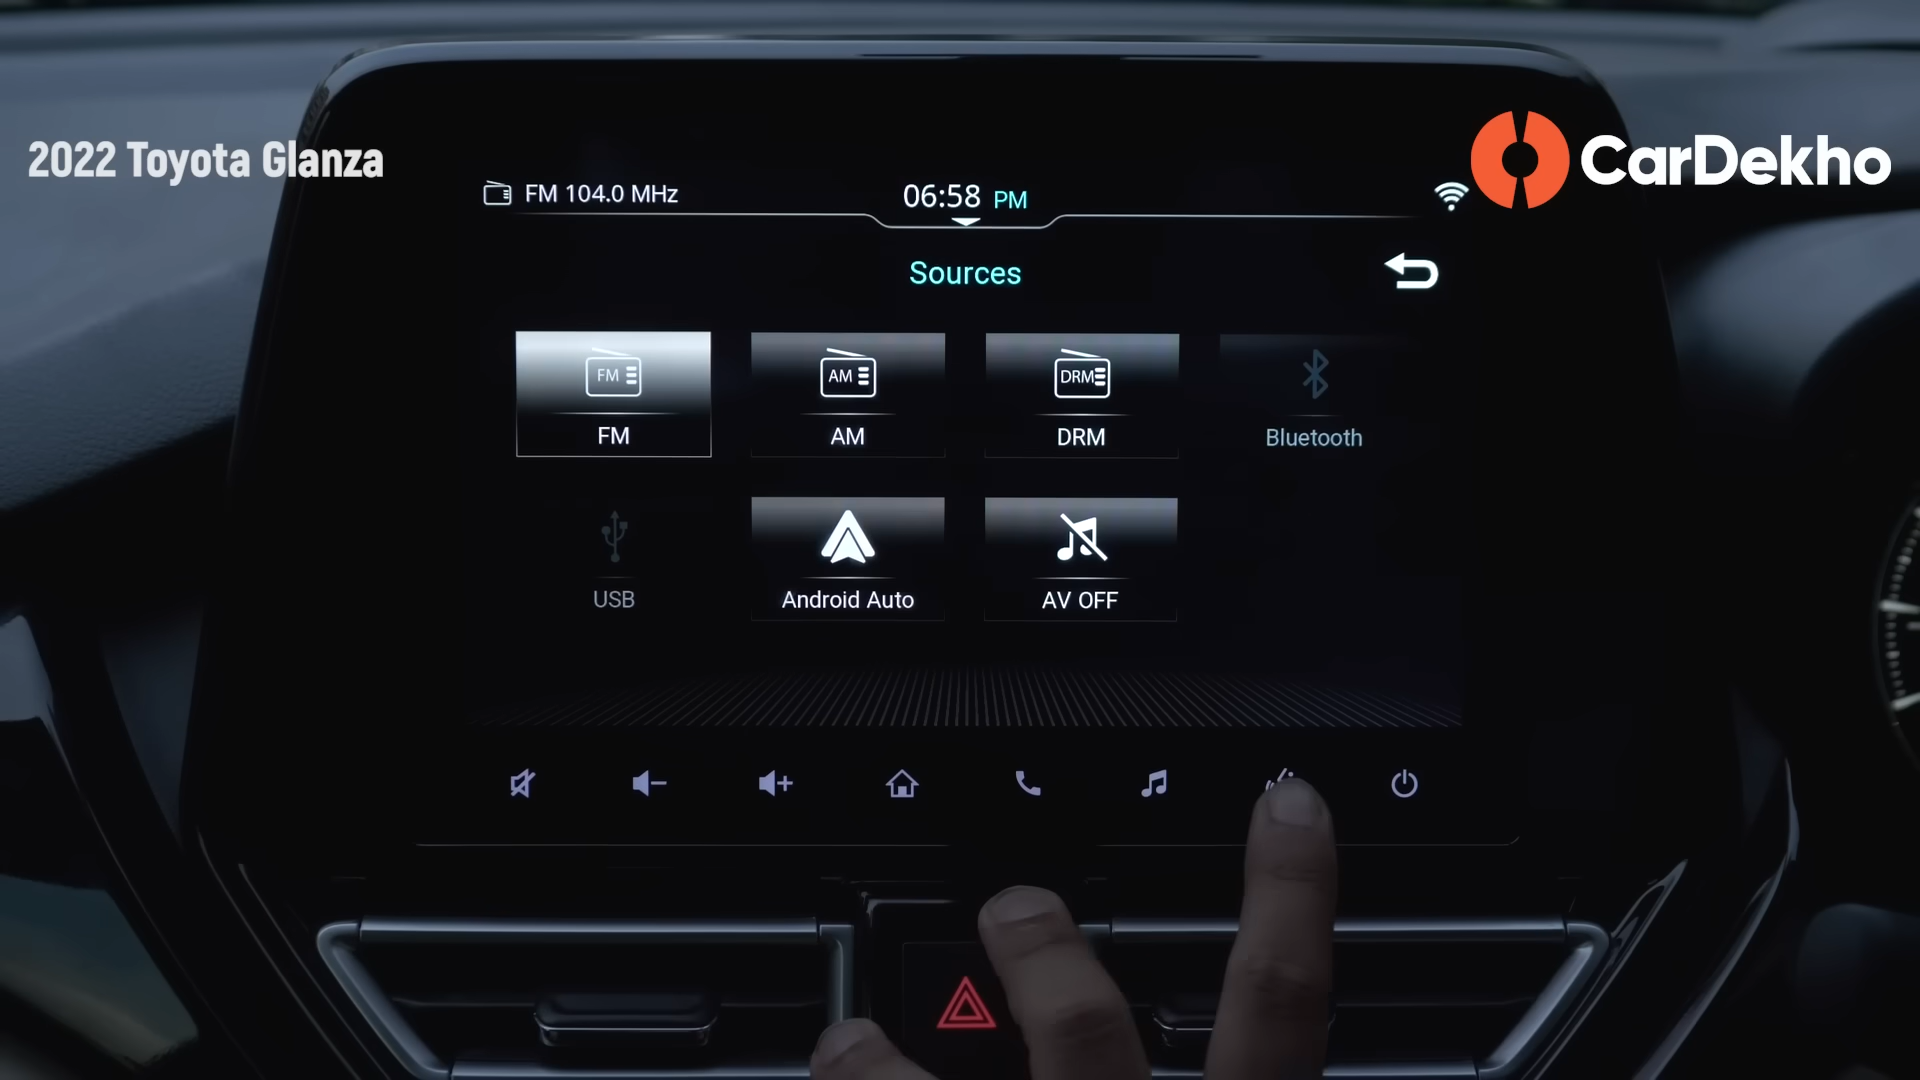 2022 Toyota Glanza
CarDekho
FM 104.0 MHz
06:58 PM
Sources
FM
AM
DRM
FM
AM
DRM
Bluetooth
USB
Android Auto
AV OFF